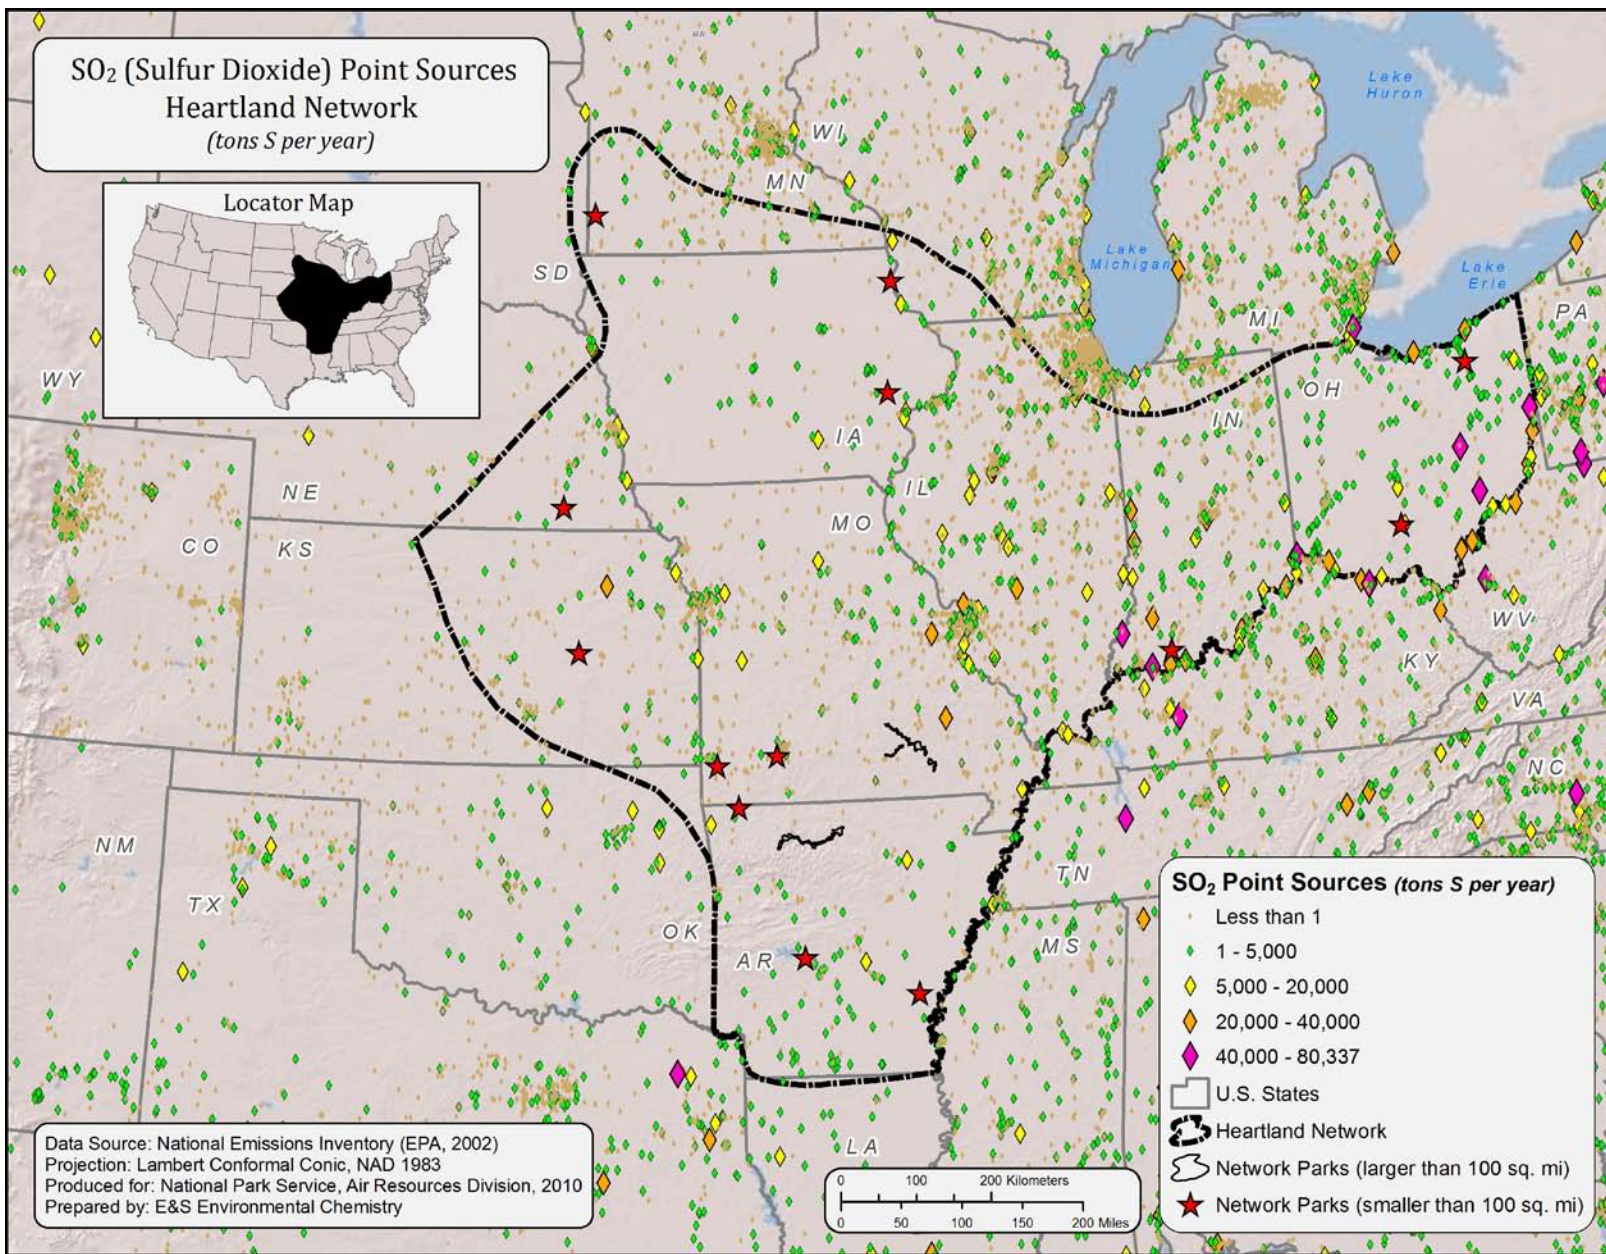 SO₂ (Sulfur Dioxide) Point Sources
Heartland Network
(tons S per year)
Locator Map
Lake
Huron
WI
MN
Lake
Michigan
Lake
Erie
SD
MI
PA
WY
OH
IN
IA
NE
IL
MO
CO
KS
WV
KY
VA
NC
NM
TN
TX
OK
AR
MS
LA
SO₂ Point Sources (tons S per year)
Less than 1
1 - 5,000
5,000 - 20,000
20,000 - 40,000
40,000 - 80,337
U.S. States
Heartland Network
Network Parks (larger than 100 sq. mi)
Network Parks (smaller than 100 sq. mi)
Data Source: National Emissions Inventory (EPA, 2002)
Projection: Lambert Conformal Conic, NAD 1983
Produced for: National Park Service, Air Resources Division, 2010
Prepared by: E&S Environmental Chemistry
0 100 200 Kilometers
0 50 100 150 200 Miles